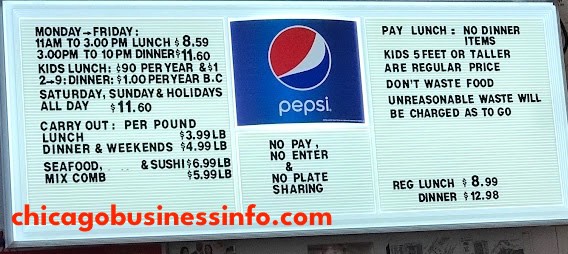 MONDAY→FRIDAY:
11AM TO 3.00 PM LUNCH $8.59
3.00PM TO 10 PM DINNER $11.60
KIDS LUNCH: ¢90 PER YEAR &$1
2→9: DINNER: $1.00 PER YEAR B.C
SATURDAY, SUNDAY & HOLIDAYS
ALL DAY $11.60
CARRY OUT: PER POUND
LUNCH $3.99LB
DINNER & WEEKENDS $4.99LB
SEAFOOD, & SUSHI $6.99LB
MIX COMB $5.99LB
pepsi.
NO PAY,
NO ENTER
&
NO PLATE
SHARING
PAY LUNCH: NO DINNER
ITEMS
KIDS 5 FEET OR TALLER
ARE REGULAR PRICE
DON'T WASTE FOOD
UNREASONABLE WASTE WILL
BE CHARGED AS TO GO
REG LUNCH $8.99
DINNER $12.98
chicagobusinessinfo.com